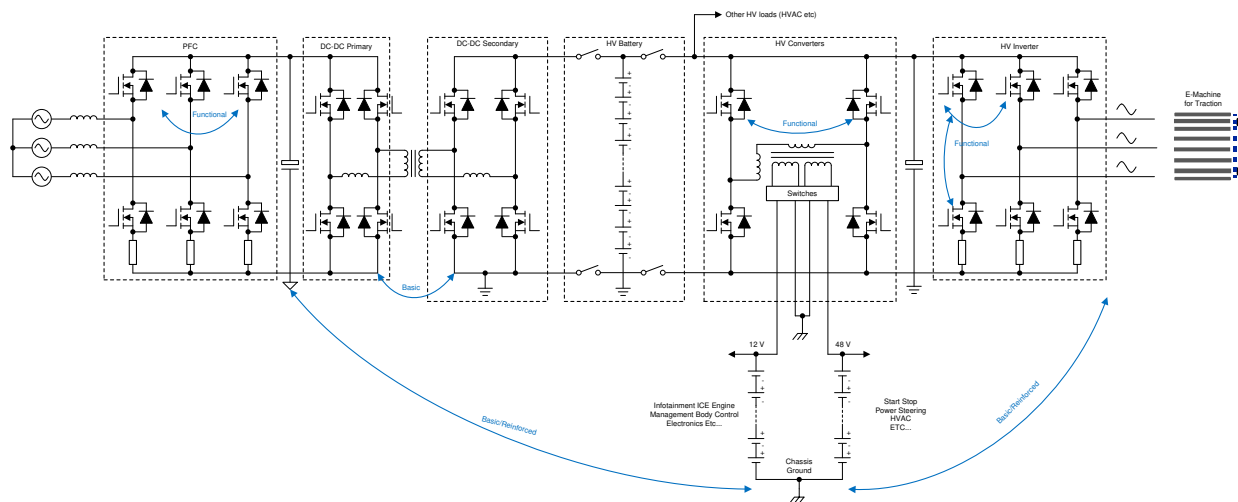 Other HV loads (HVAC etc)
PFC
DC-DC Primary
DC-DC Secondary
HV Battery
HV Converters
HV Inverter
E-Machine
for Traction
Functional
Functional
Functional
Switches
Basic
12 V
48 V
Infotainment ICE Engine
Management Body Control
Electronics Etc...
Start Stop
Power Steering
HVAC
ETC...
Basic/Reinforced
Basic/Reinforced
Chassis
Ground